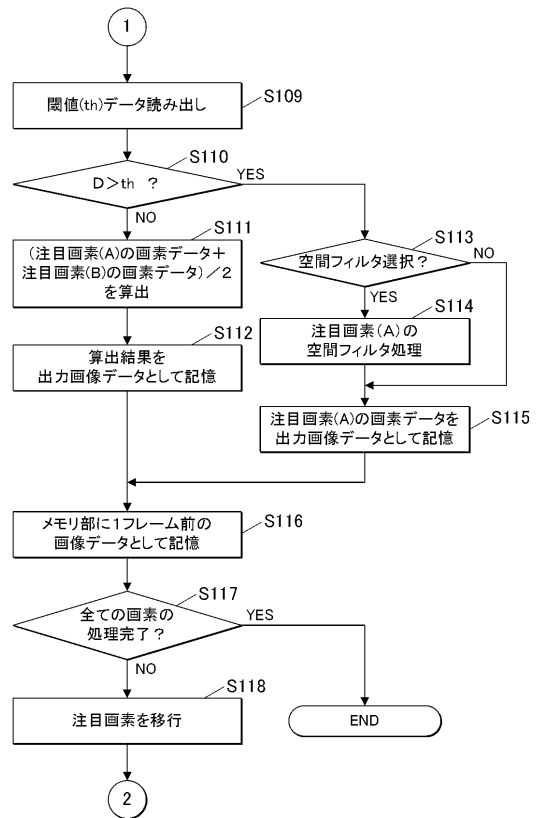 1
閾値(th)データ読み出し
S109
S110
D>th ?
YES
NO
S111
(注目画素(A)の画素データ+
注目画素(B)の画素データ)/2
を算出
S113
空間フィルタ選択?
NO
YES
S114
注目画素(A)の
空間フィルタ処理
S112
算出結果を
出力画像データとして記憶
注目画素(A)の画素データを
出力画像データとして記憶
S115
メモリ部に1フレーム前の
画像データとして記憶
S116
S117
全ての画素の
処理完了?
YES
NO
S118
注目画素を移行
END
2